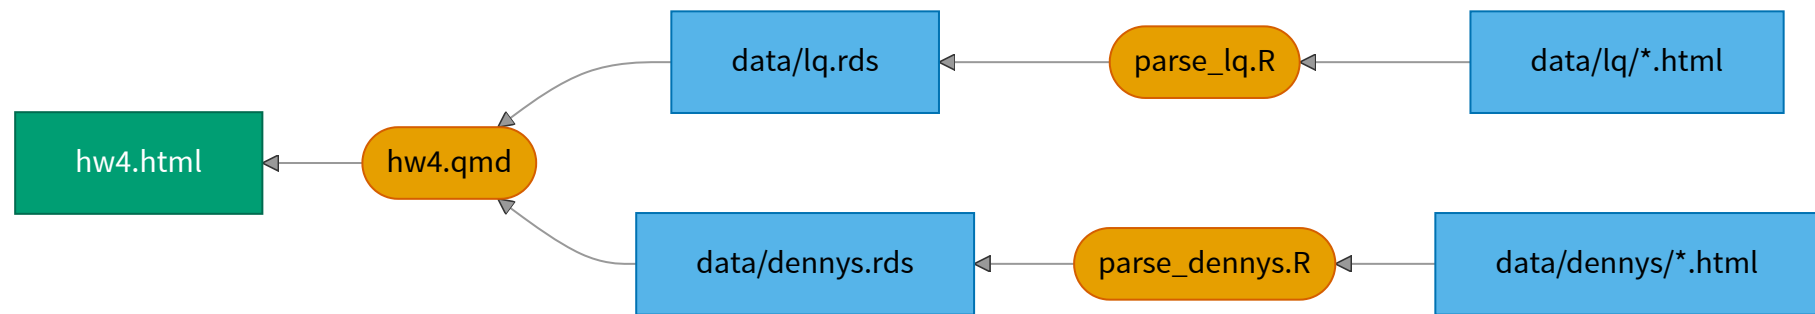 data/lq.rds
parse_lq.R
data/lq/*.html
hw4.html
hw4.qmd
data/dennys.rds
parse_dennys.R
data/dennys/*.html